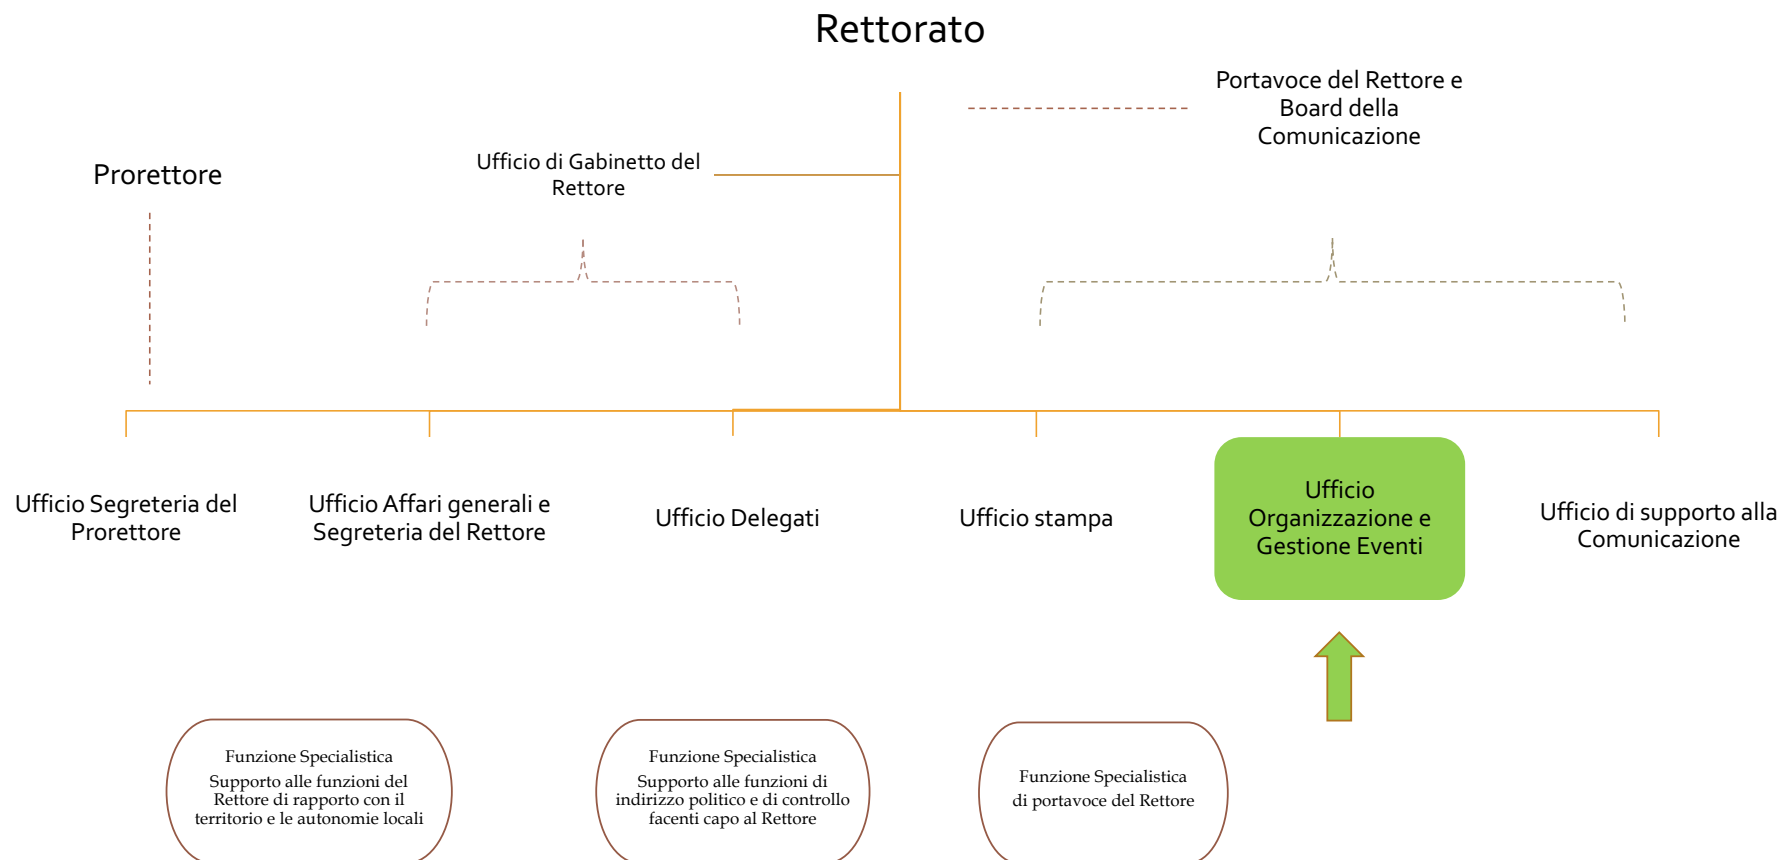 Rettorato
Portavoce del Rettore e
Board della
Comunicazione
Prorettore
Ufficio di Gabinetto del
Rettore
Ufficio Segreteria del
Prorettore
Ufficio Affari generali e
Segreteria del Rettore
Ufficio Delegati
Ufficio stampa
Ufficio
Organizzazione e
Gestione Eventi
Ufficio di supporto alla
Comunicazione
Funzione Specialistica
Supporto alle funzioni del
Rettore di rapporto con il
territorio e le autonomie locali
Funzione Specialistica
Supporto alle funzioni di
indirizzo politico e di controllo
facenti capo al Rettore
Funzione Specialistica
di portavoce del Rettore